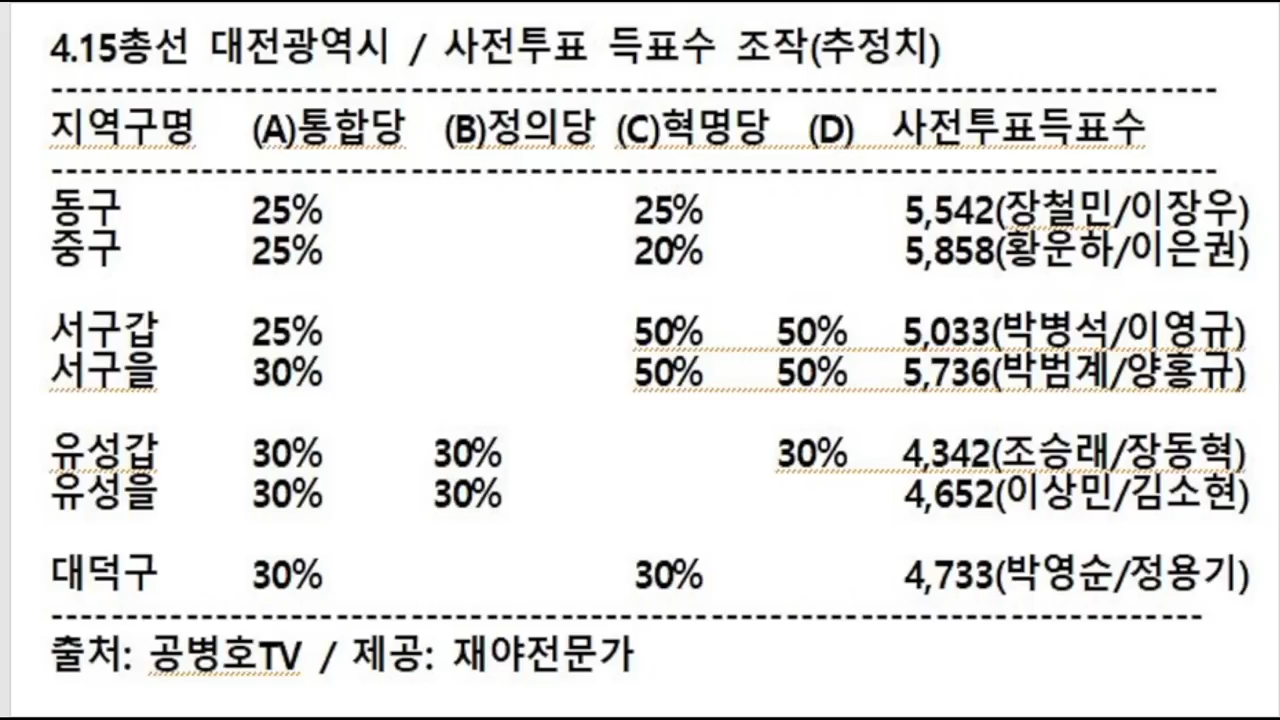 4.15총선 대전광역시 / 사전투표 득표수 조작(추정치)
지역구명 (A)통합당 (B)정의당 (C)혁명당 (D) 사전투표득표수
동구 25% 25% 5,542(장철민/이장우)
중구 25% 20% 5,858(황운하/이은권)
서구갑 25% 50% 50% 5,033(박병석/이영규)
서구을 30% 50% 50% 5,736(박범계/양홍규)
유성갑 30% 30% 30% 4,342(조승래/장동혁)
유성을 30% 30% 4,652(이상민/김소현)
대덕구 30% 30% 4,733(박영순/정용기)
출처: 공병호TV / 제공: 재야전문가